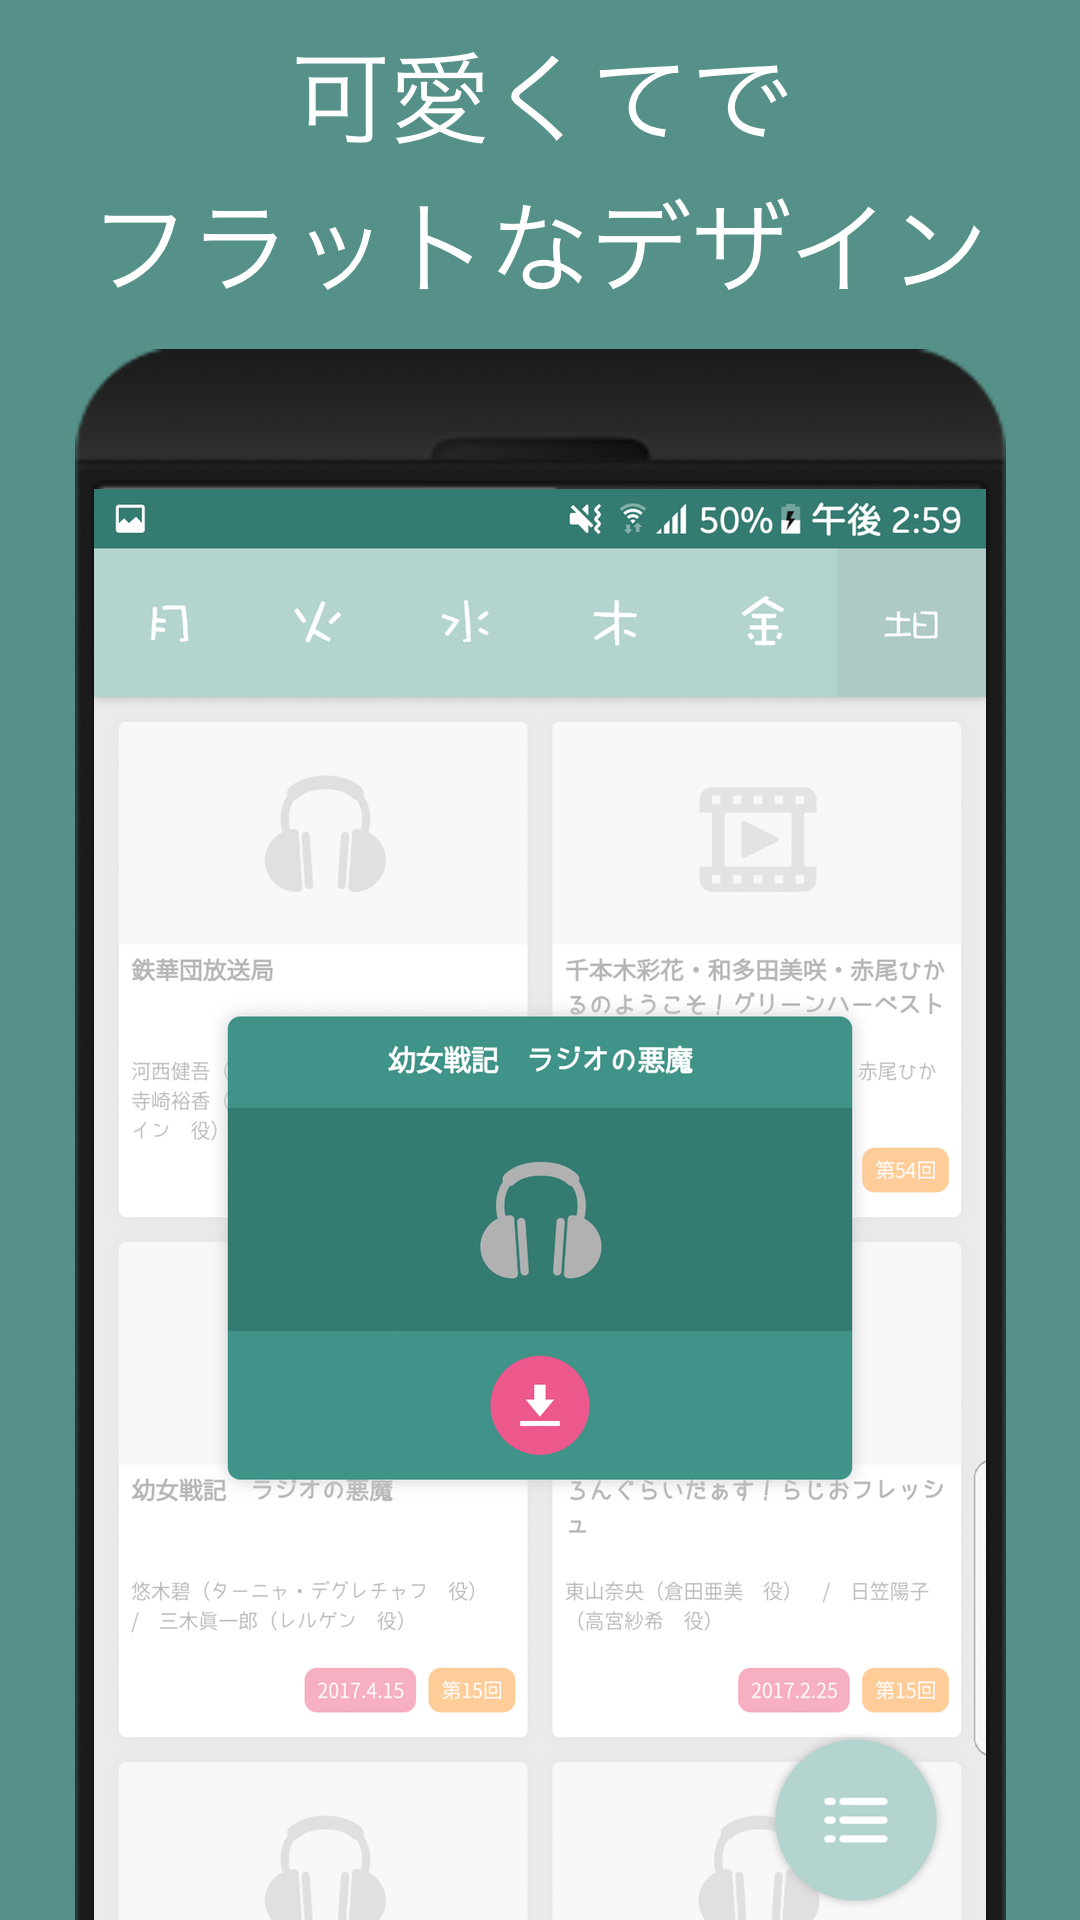 可愛くてで
フラットなデザイン
50% 午後 2:59
月 火 水 木 金 土日
鉄華団放送局
千本木彩花・和多田美咲・赤尾ひか
るのようこそ！グリーンハーベスト
河西健吾（
寺崎裕香（
イン　役）
赤尾ひか
第54回
幼女戦記　ラジオの悪魔
幼女戦記　ラジオの悪魔
ろんぐらいだぁす！らじおフレッシ
ュ
悠木碧（ターニャ・デグレチャフ　役）
/　三木眞一郎（レルゲン　役）
東山奈央（倉田亜美　役）　/　日笠陽子
（高宮紗希　役）
2017.4.15 第15回
2017.2.25 第15回